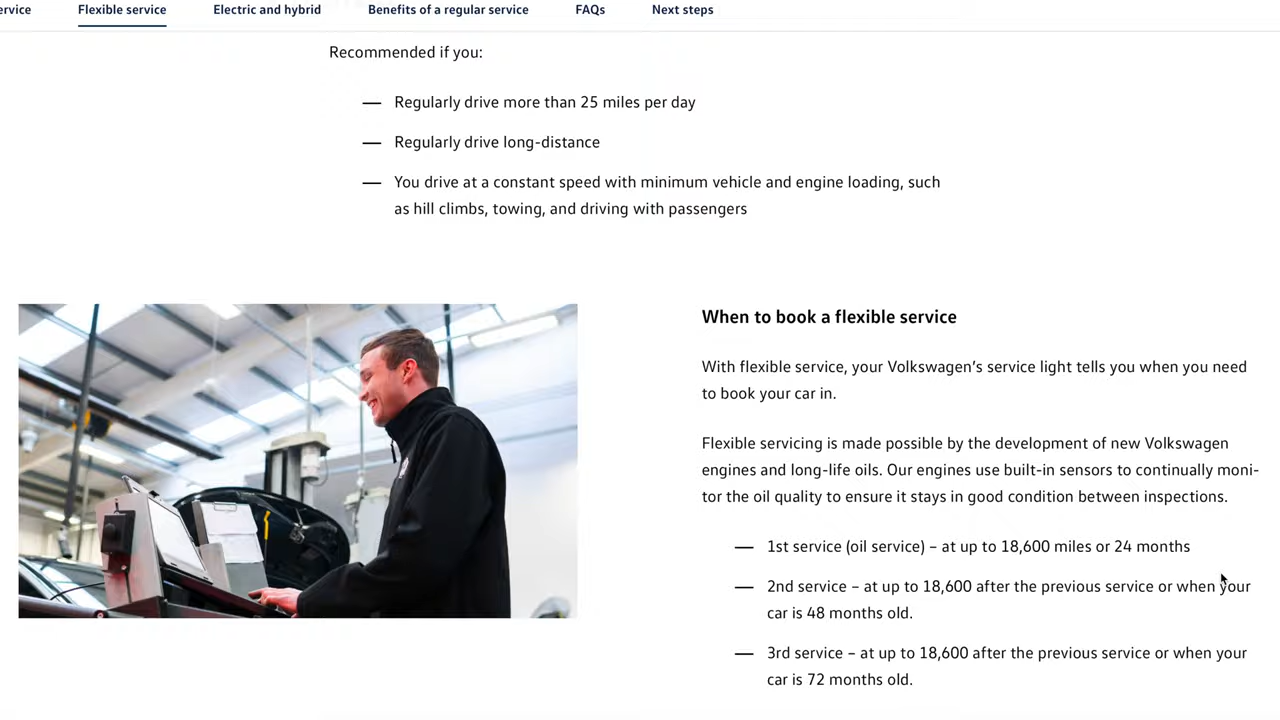 ervice
Flexible service
Electric and hybrid
Benefits of a regular service
FAQs
Next steps
Recommended if you:
— Regularly drive more than 25 miles per day
— Regularly drive long-distance
— You drive at a constant speed with minimum vehicle and engine loading, such
as hill climbs, towing, and driving with passengers
When to book a flexible service
With flexible service, your Volkswagen’s service light tells you when you need
to book your car in.
Flexible servicing is made possible by the development of new Volkswagen
engines and long-life oils. Our engines use built-in sensors to continually moni-
tor the oil quality to ensure it stays in good condition between inspections.
— 1st service (oil service) – at up to 18,600 miles or 24 months
— 2nd service – at up to 18,600 after the previous service or when your
car is 48 months old.
— 3rd service – at up to 18,600 after the previous service or when your
car is 72 months old.